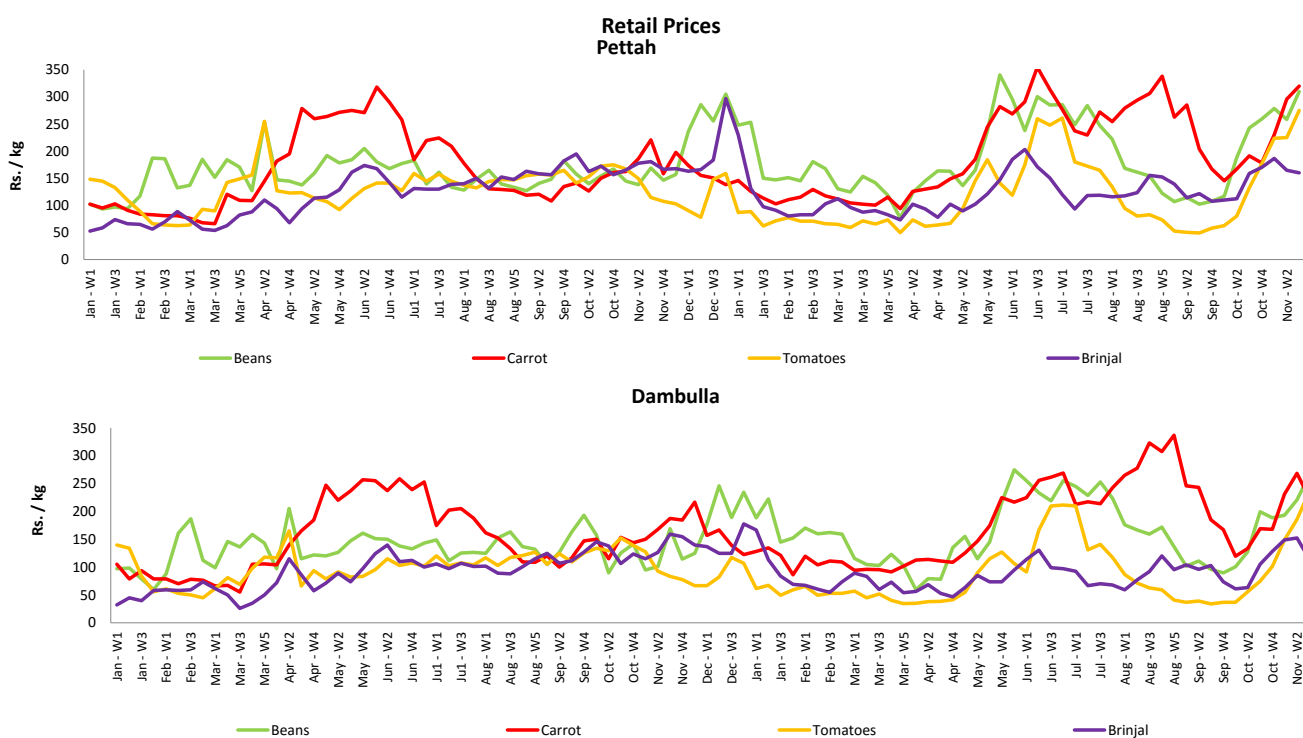 Retail Prices
Pettah
Rs. / kg
350
300
250
200
150
100
50
0
Jan - W1
Jan - W3
Feb - W1
Feb - W3
Mar - W1
Mar - W3
Mar - W5
Apr - W2
Apr - W4
May - W2
May - W4
Jun - W2
Jun - W4
Jul1 - W1
Jul1 - W3
Aug - W1
Aug - W3
Aug - W5
Sep - W2
Sep - W4
Oct - W2
Oct - W4
Nov - W2
Nov - W4
Dec - W1
Dec - W3
Jan - W1
Jan - W3
Feb - W1
Feb - W3
Mar - W1
Mar - W3
Mar - W5
Apr - W2
Apr - W4
May - W2
May - W4
Jun - W1
Jun - W3
Jul - W1
Jul - W3
Aug - W1
Aug - W3
Aug - W5
Sep - W2
Sep - W4
Oct - W2
Oct - W4
Nov - W2
Beans
Carrot
Tomatoes
Brinjal
Dambulla
Rs. / kg
350
300
250
200
150
100
50
0
Jan - W1
Jan - W3
Feb - W1
Feb - W3
Mar - W1
Mar - W3
Mar - W5
Apr - W2
Apr - W4
May - W2
May - W4
Jun - W2
Jun - W4
Jul1 - W1
Jul1 - W3
Aug - W1
Aug - W3
Aug - W5
Sep - W2
Sep - W4
Oct - W2
Oct - W4
Nov - W2
Nov - W4
Dec - W1
Dec - W3
Jan - W1
Jan - W3
Feb - W1
Feb - W3
Mar - W1
Mar - W3
Mar - W5
Apr - W2
Apr - W4
May - W2
May - W4
Jun - W1
Jun - W3
Jul - W1
Jul - W3
Aug - W1
Aug - W3
Aug - W5
Sep - W2
Sep - W4
Oct - W2
Oct - W4
Nov - W2
Beans
Carrot
Tomatoes
Brinjal